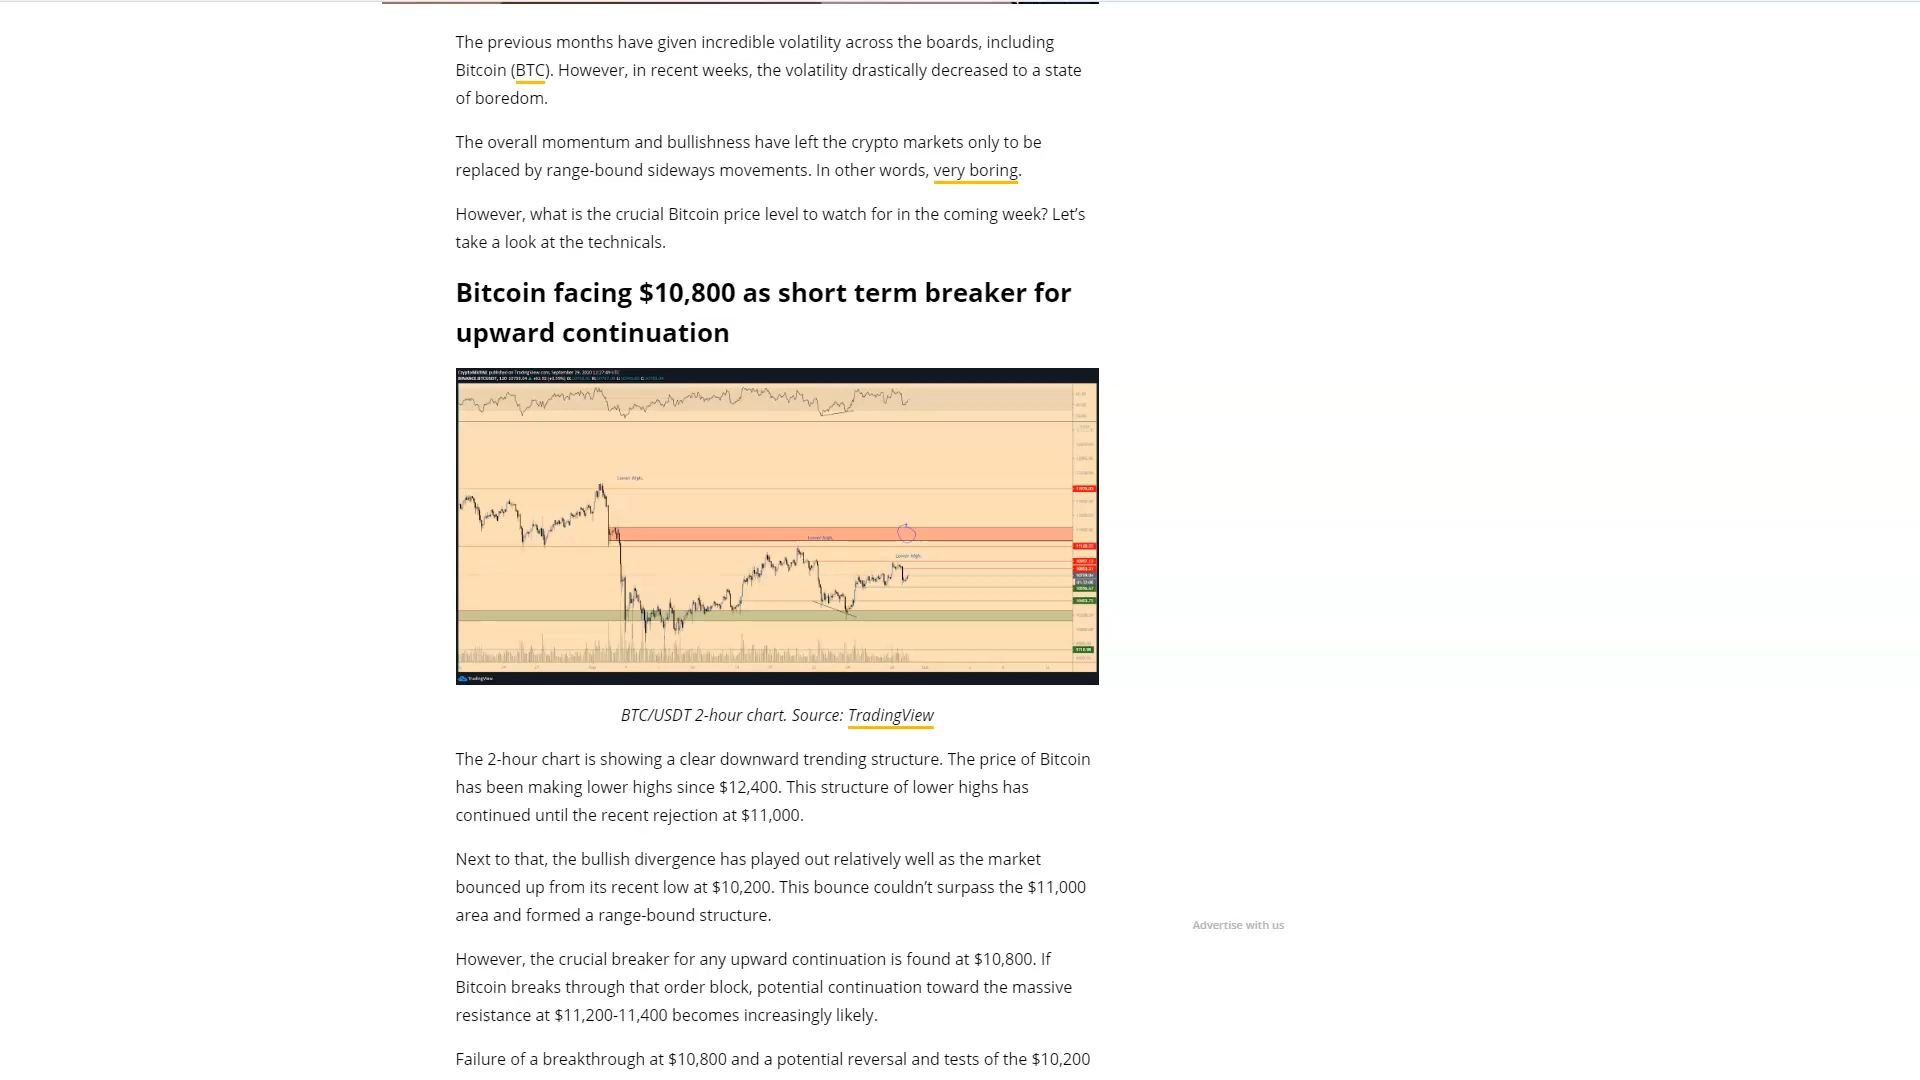 The previous months have given incredible volatility across the boards, including
Bitcoin (BTC). However, in recent weeks, the volatility drastically decreased to a state
of boredom.
The overall momentum and bullishness have left the crypto markets only to be
replaced by range-bound sideways movements. In other words, very boring.
However, what is the crucial Bitcoin price level to watch for in the coming week? Let’s
take a look at the technicals.
Bitcoin facing $10,800 as short term breaker for
upward continuation
Lower high.
Lower high.
Lower high.
TradingView
BTC/USDT 2-hour chart. Source: TradingView
The 2-hour chart is showing a clear downward trending structure. The price of Bitcoin
has been making lower highs since $12,400. This structure of lower highs has
continued until the recent rejection at $11,000.
Next to that, the bullish divergence has played out relatively well as the market
bounced up from its recent low at $10,200. This bounce couldn’t surpass the $11,000
area and formed a range-bound structure.
Advertise with us
However, the crucial breaker for any upward continuation is found at $10,800. If
Bitcoin breaks through that order block, potential continuation toward the massive
resistance at $11,200-11,400 becomes increasingly likely.
Failure of a breakthrough at $10,800 and a potential reversal and tests of the $10,200